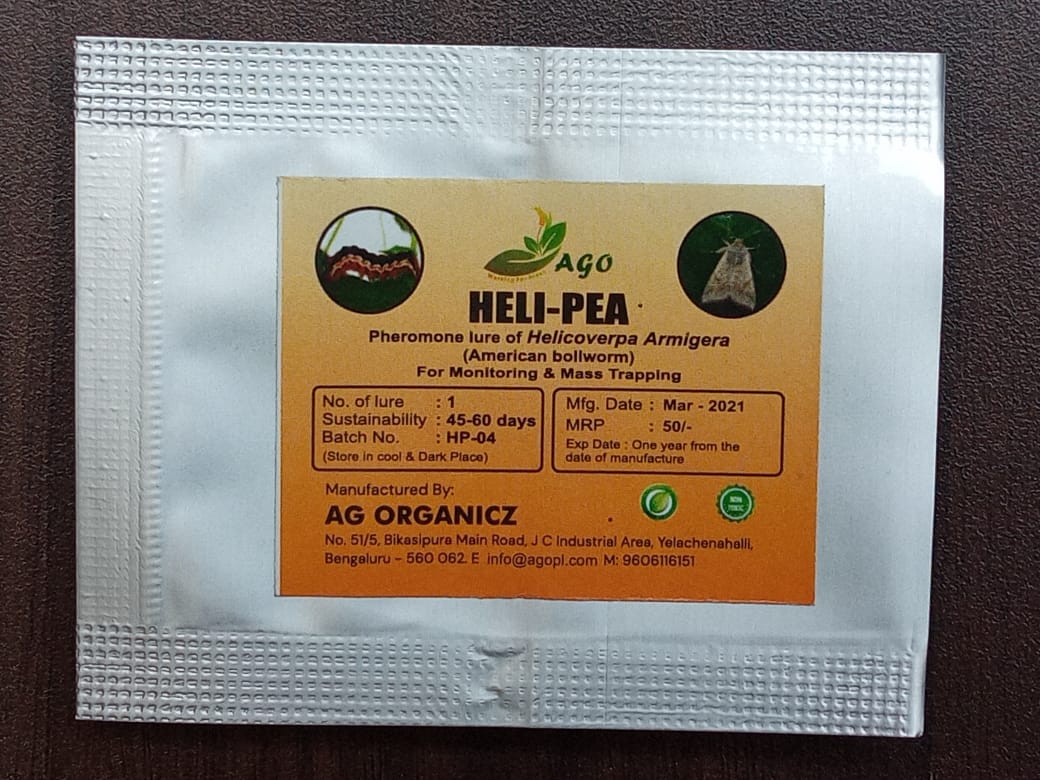 AGO
HELI-PEA
Pheromone lure of Helicoverpa Armigera
(American bollworm)
For Monitoring & Mass Trapping
No. of lure : 1
Sustainability : 45-60 days
Batch No. : HP-04
(Store in cool & Dark Place)
Mfg. Date : Mar - 2021
MRP : 50/-
Exp Date : One year from the
date of manufacture
Manufactured By:
AG ORGANICZ
NON
TOXIC
No. 51/5, Bikasipura Main Road, J C Industrial Area, Yelachenahalli,
Bengaluru – 560 062. E info@agopl.com M: 9606116151